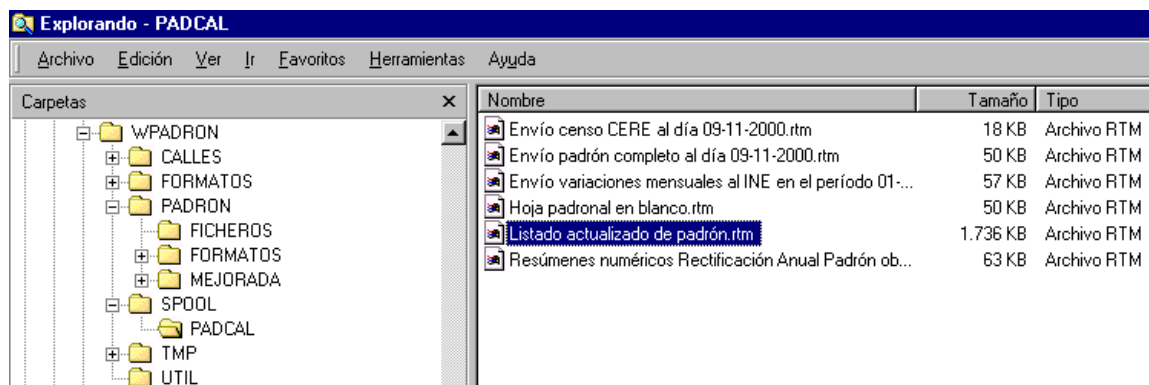 Explorando - PADCAL
Archivo Edición Ver Ir Favoritos Herramientas Ayuda
Carpetas x
WPADRON
CALLES
FORMATOS
PADRON
FICHEROS
FORMATOS
MEJORADA
SPOOL
PADCAL
TMP
UTIL
Nombre Tamaño Tipo
Envío censo CERE al día 09-11-2000.rtm 18 KB Archivo RTM
Envío padrón completo al día 09-11-2000.rtm 50 KB Archivo RTM
Envío variaciones mensuales al INE en el período 01-... 57 KB Archivo RTM
Hoja padronal en blanco.rtm 50 KB Archivo RTM
Listado actualizado de padrón.rtm 1.736 KB Archivo RTM
Resúmenes numéricos Rectificación Anual Padrón ob... 63 KB Archivo RTM